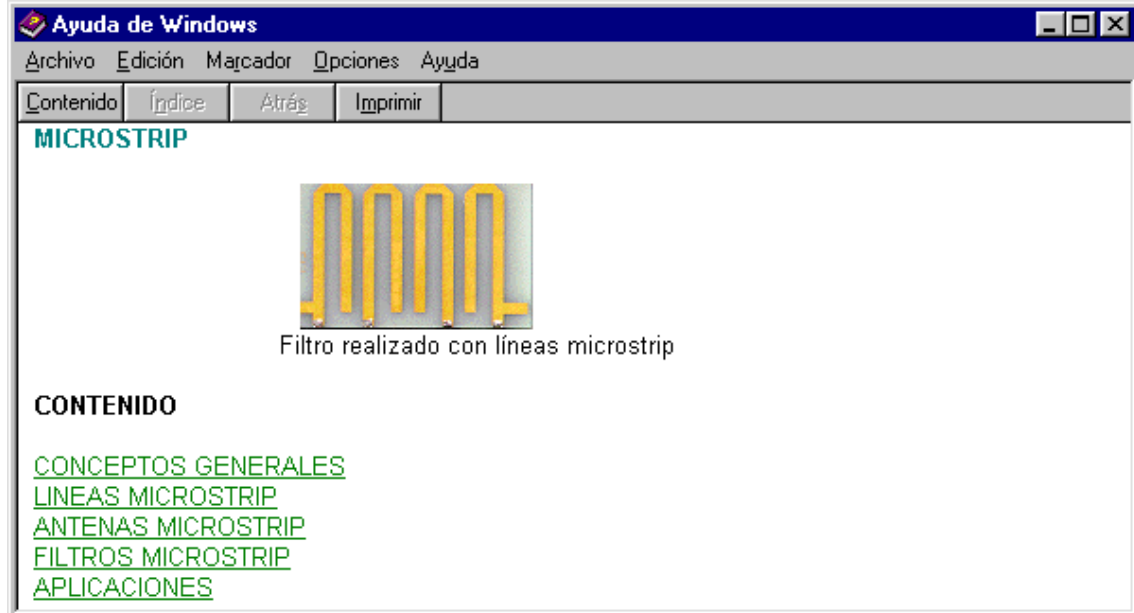 Ayuda de Windows
Archivo Edición Marcador Opciones Ayuda
Contenido Índice Atrás Imprimir
MICROSTRIP
Filtro realizado con líneas microstrip
CONTENIDO
CONCEPTOS GENERALES
LINEAS MICROSTRIP
ANTENAS MICROSTRIP
FILTROS MICROSTRIP
APLICACIONES